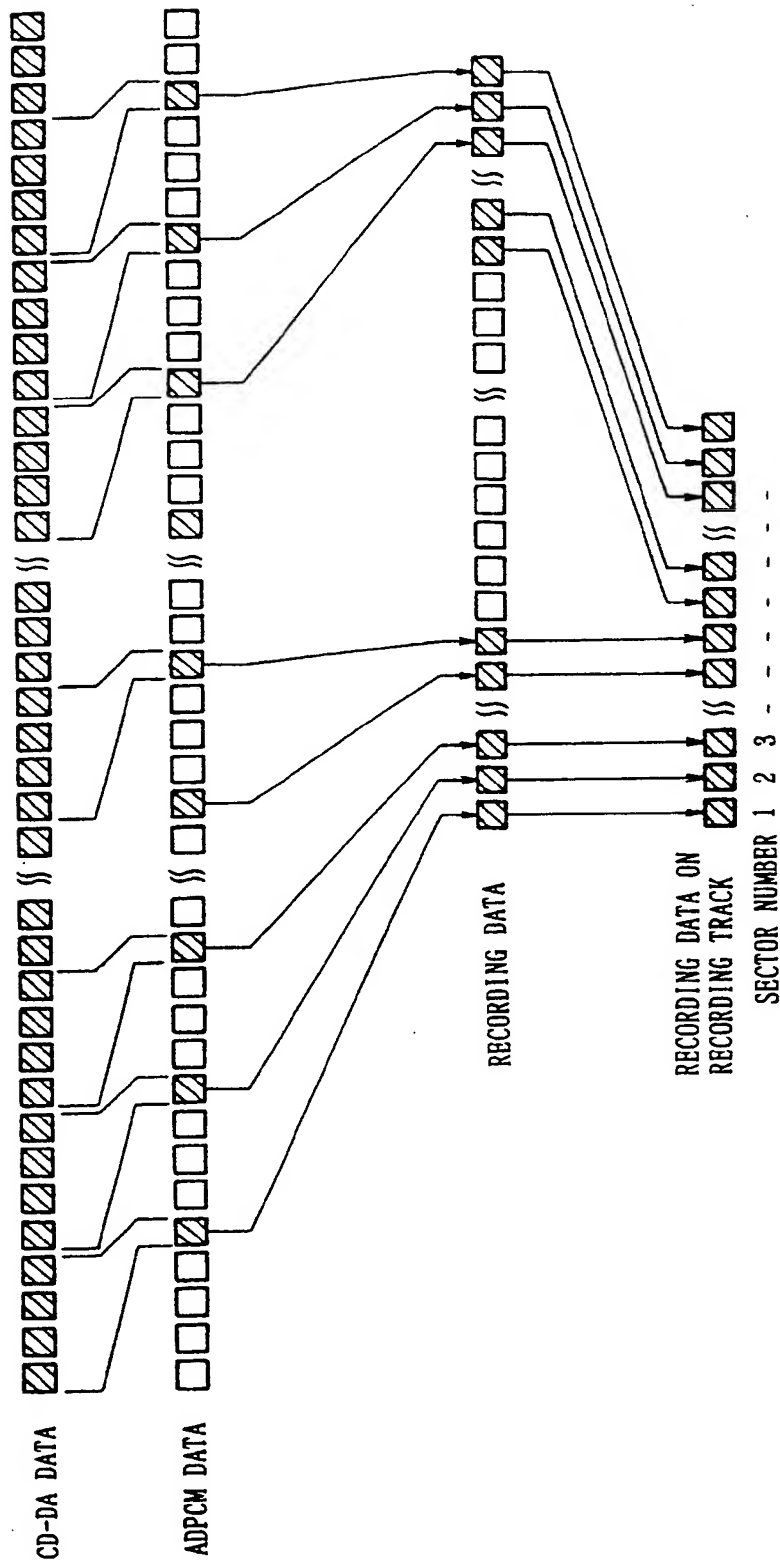 CD-DA DATA
ADPCM DATA
RECORDING DATA
RECORDING DATA ON
RECORDING TRACK
SECTOR NUMBER 1 2 3 - - - - - - -